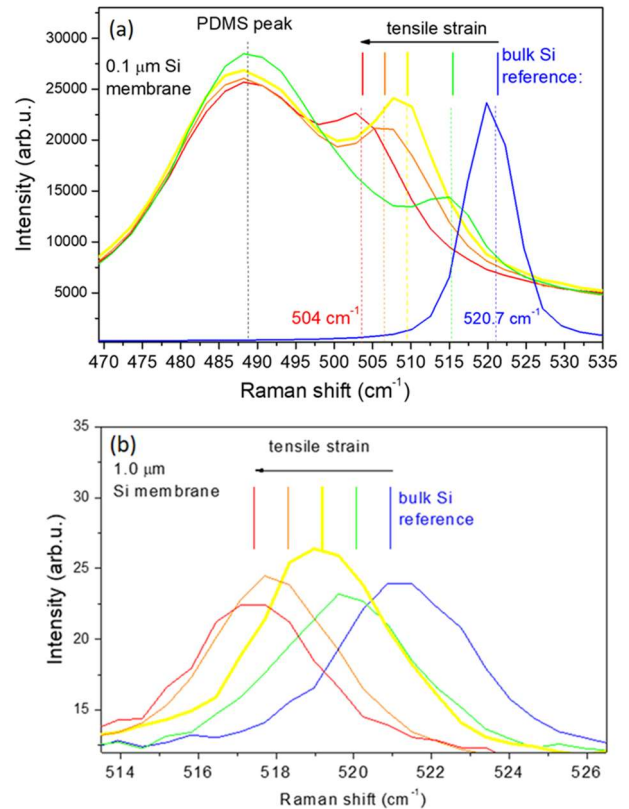 (a)
PDMS peak
tensile strain
0.1 µm Si
membrane
bulk Si
reference:
30000
25000
20000
15000
10000
5000
Intensity (arb.u.)
504 cm⁻¹
520.7 cm⁻¹
470 475 480 485 490 495 500 505 510 515 520 525 530 535
Raman shift (cm⁻¹)
(b)
tensile strain
1.0 µm
Si membrane
bulk Si
reference
35
30
25
20
15
Intensity (arb.u.)
514 516 518 520 522 524 526
Raman shift (cm⁻¹)